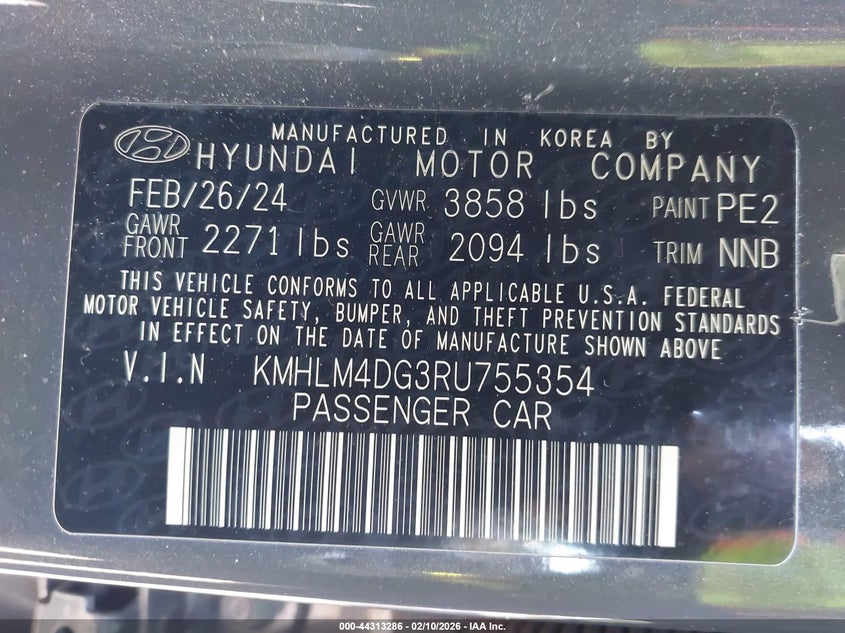 MANUFACTURED IN KOREA BY
HYUNDAI MOTOR COMPANY
FEB/26/24 GVWR 3858 lbs PAINT PE2
GAWR FRONT 2271 lbs GAWR REAR 2094 lbs TRIM NNB
THIS VEHICLE CONFORMS TO ALL APPLICABLE U.S.A. FEDERAL
MOTOR VEHICLE SAFETY, BUMPER, AND THEFT PREVENTION STANDARDS
IN EFFECT ON THE DATE OF MANUFACTURE SHOWN ABOVE
V.I.N KMHLM4DG3RU755354
PASSENGER CAR
000-44313286 - 02/10/2026 - IAA Inc.